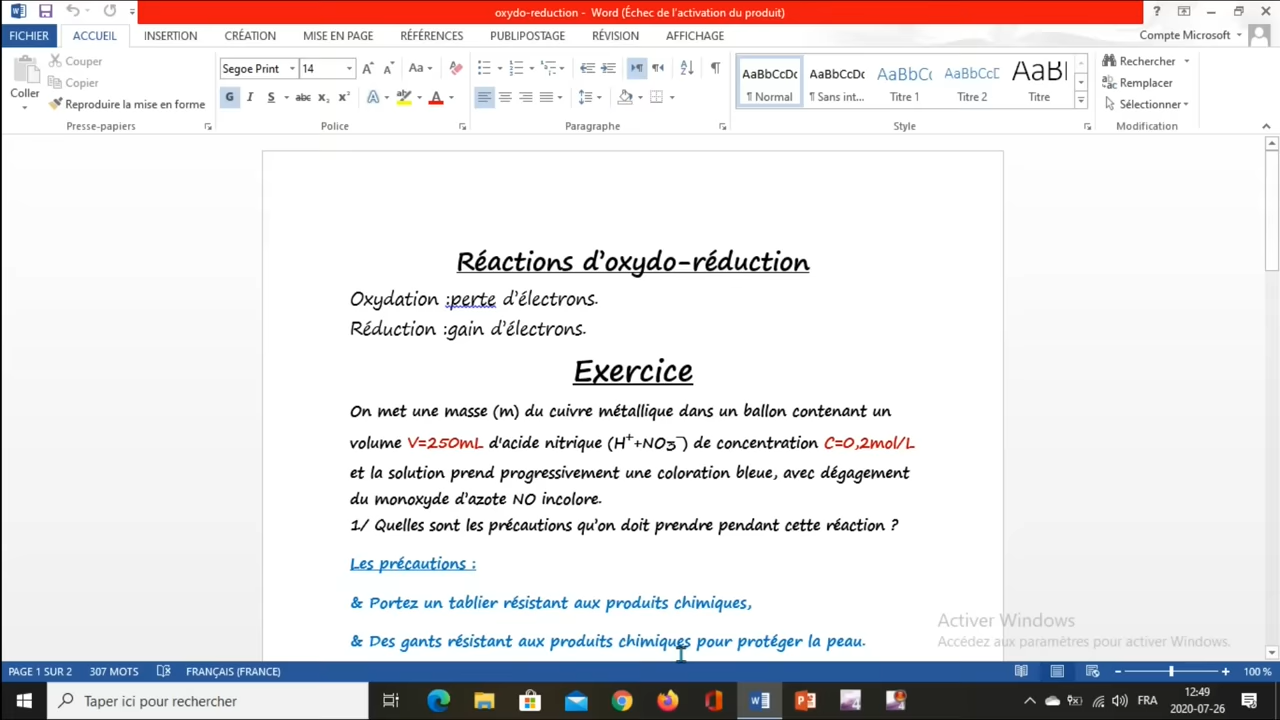 oxydo-reduction - Word (Échec de l'activation du produit)
FICHIER ACCUEIL INSERTION CRÉATION MISE EN PAGE RÉFÉRENCES PUBLIPOSTAGE RÉVISION AFFICHAGE Compte Microsoft
Coller
Couper
Copier
Reproduire la mise en forme
Presse-papiers
Segoe Print 14
Police
Paragraphe
AaBbCcDc AaBbCcDc AaBbCc AaBbCcC AaBl
¶ Normal ¶ Sans int... Titre 1 Titre 2 Titre
Style
Rechercher
Remplacer
Sélectionner
Modification
Réactions d'oxydo-réduction
Oxydation :perte d'électrons.
Réduction :gain d'électrons.
Exercice
On met une masse (m) du cuivre métallique dans un ballon contenant un
volume V=250mL d'acide nitrique (H⁺+NO₃⁻) de concentration C=0,2mol/L
et la solution prend progressivement une coloration bleue, avec dégagement
du monoxyde d'azote NO incolore.
1/ Quelles sont les précautions qu'on doit prendre pendant cette réaction ?
Les précautions :
& Portez un tablier résistant aux produits chimiques,
& Des gants résistant aux produits chimiques pour protéger la peau.
Activer Windows
Accédez aux paramètres pour activer Windows.
PAGE 1 SUR 2 307 MOTS FRANÇAIS (FRANCE) 100 %
Taper ici pour rechercher
FRA
12:49
2020-07-26